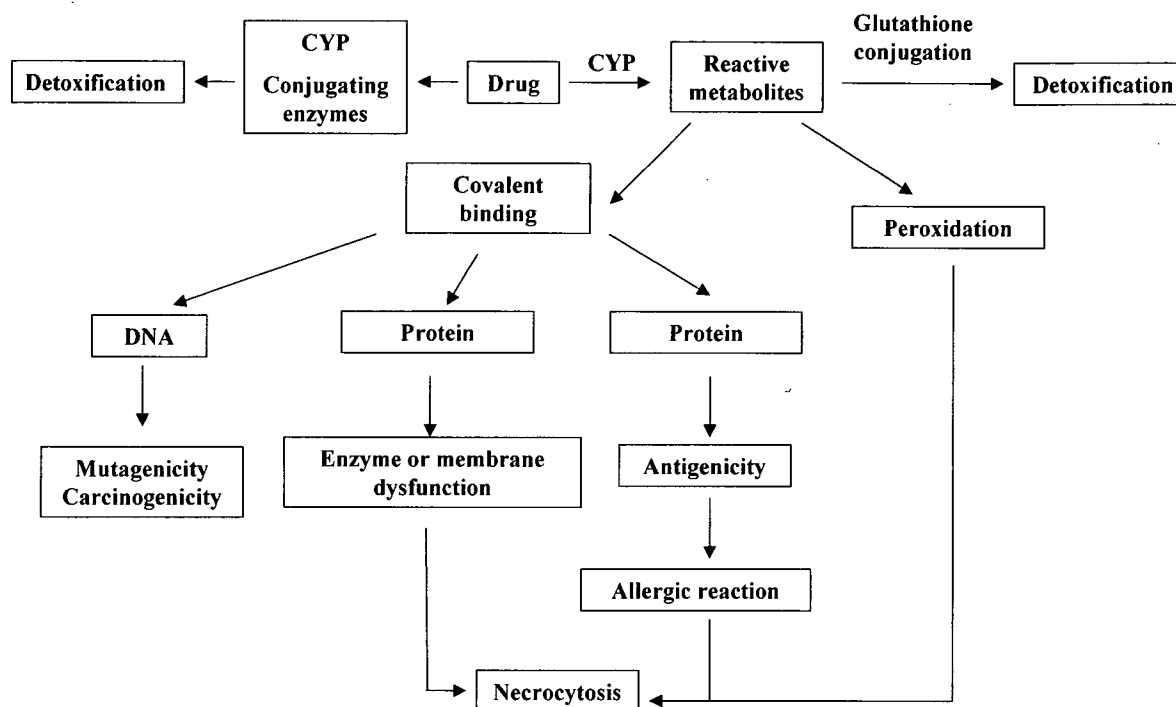 Glutathione
conjugation
CYP
Conjugating
enzymes
Detoxification
Drug
CYP
Reactive
metabolites
Detoxification
Covalent
binding
Peroxidation
DNA
Protein
Protein
Mutagenicity
Carcinogenicity
Enzyme or membrane
dysfunction
Antigenicity
Allergic reaction
Necrocytosis